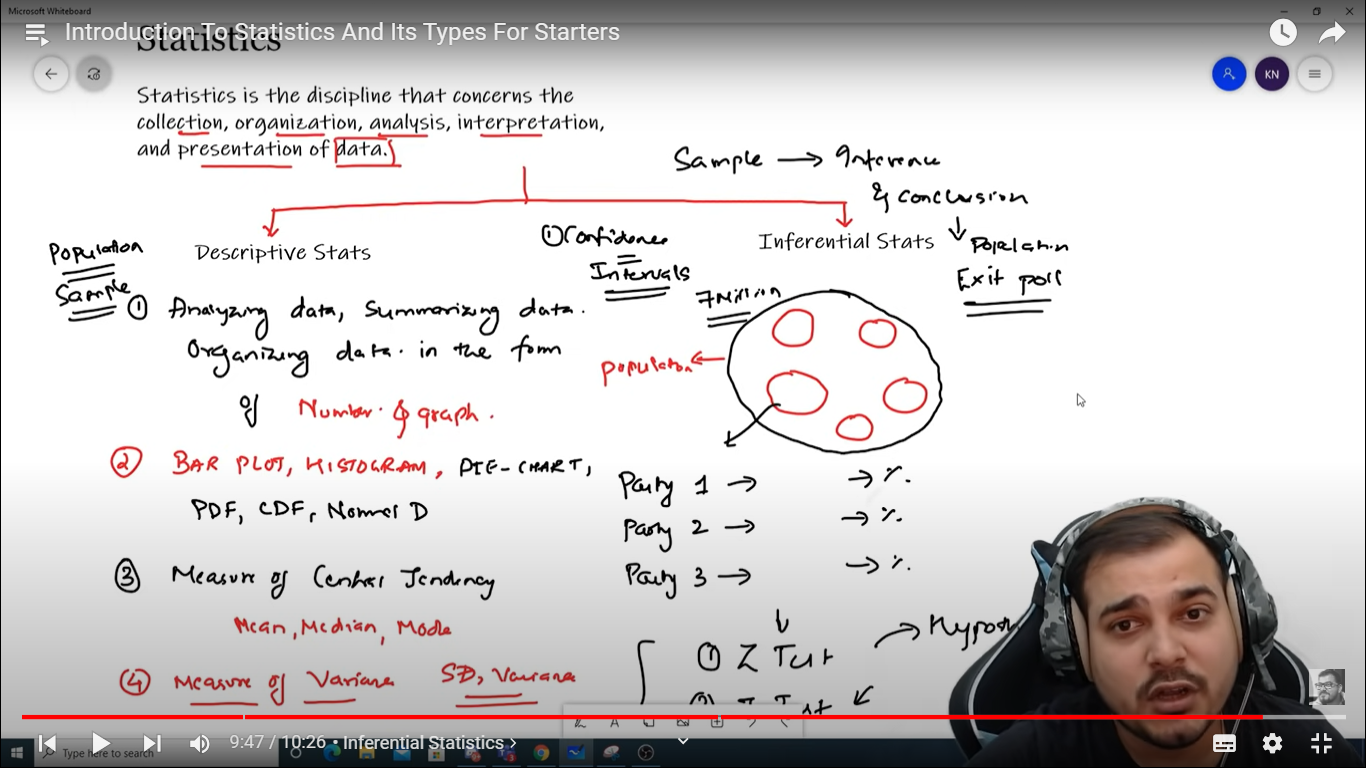 Microsoft Whiteboard
Introduction To Statistics And Its Types For Starters
Statistics
KN
Statistics is the discipline that concerns the
collection, organization, analysis, interpretation,
and presentation of data.
Sample → Inference
& conclusion
Population
Exit poll
Population
Sample
Descriptive Stats
① Confidence
Intervals
Inferential Stats
① Analyzing data, Summarizing data.
Organizing data. in the form
of Number. & graph.
7 Million
Population
② BAR PLOT, HISTOGRAM, PIE-CHART,
PDF, CDF, Normal D
③ Measure of Central Tendency
Mean, Median, Mode
④ Measure of Variance SD, Variance
Party 1 → → %.
Party 2 → → %.
Party 3 → → %.
① Z Test
9:47 / 10:26 • Inferential Statistics
Type here to search